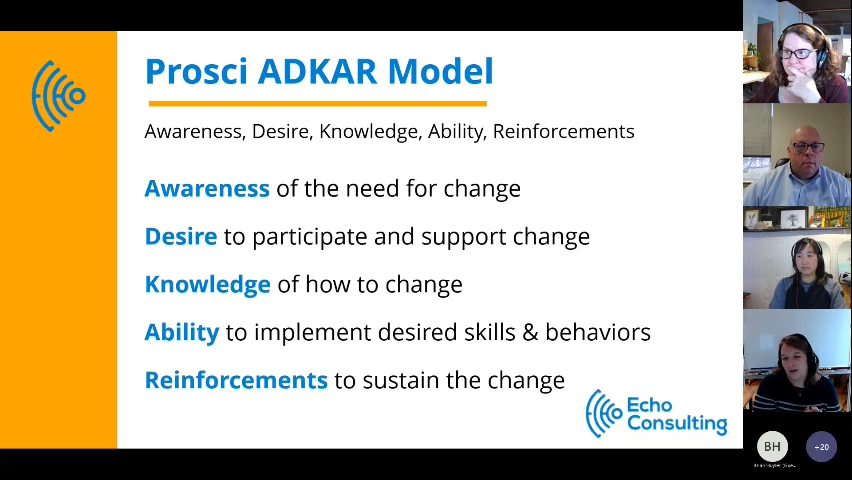 Prosci ADKAR Model
Awareness, Desire, Knowledge, Ability, Reinforcements
Awareness of the need for change
Desire to participate and support change
Knowledge of how to change
Ability to implement desired skills & behaviors
Reinforcements to sustain the change
Echo
Consulting
BH
+20